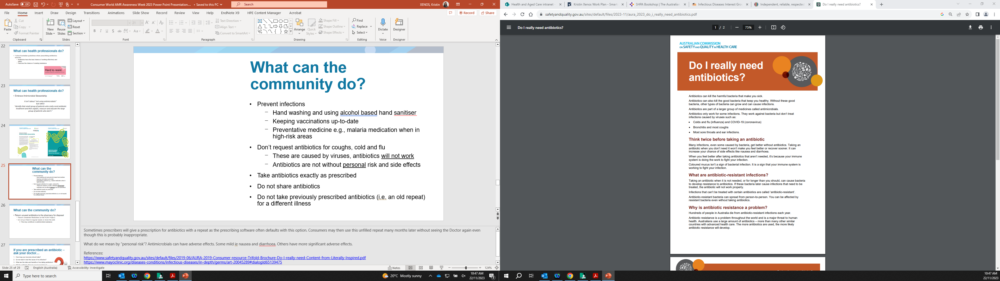 AutoSave Off Consumer World AMR Awareness Week 2023 Power Point Presentation.... • Saved to this PC Search XENOS, Kristin
File Home Insert Draw Design Transitions Animations Slide Show Record Review View Help EndNote X9 HPE Content Manager Acrobat Record Share
Paste Cut Copy Format Painter
Clipboard
New Slide Reuse Slides Layout Reset Section
Slides
21
Font
Text Direction Align Text Convert to SmartArt
Paragraph
Arrange Quick Styles Shape Fill Shape Outline Shape Effects
Drawing
Find Replace Select
Editing
Dictate
Voice
Designer
Designer
22
What can health professionals do?
Hard to resist.
23
What can health professionals do?
• Embrace Antimicrobial Stewardship
It isn't about "not using antimicrobials"
but rather
"identify that small group of patients who really need antibiotic
treatment and then explain, reassure and educate the large
group of patients who don't."
24
25
What can the
community do?
26
What can the community do?
• Return unused antibiotics to the pharmacy for disposal
27
If you are prescribed an antibiotic –
ask your doctor…
What can the
community do?
• Prevent infections
– Hand washing and using alcohol based hand sanitiser
– Keeping vaccinations up-to-date
– Preventative medicine e.g., malaria medication when in
high-risk areas
• Don't request antibiotics for coughs, cold and flu
– These are caused by viruses, antibiotics will not work
– Antibiotics are not without personal risk and side effects
• Take antibiotics exactly as prescribed
• Do not share antibiotics
• Do not take previously prescribed antibiotics (i.e. an old repeat)
for a different illness
Sometimes prescribers will give a prescription for antibiotics with a repeat as the prescribing software often defaults with this option. Consumers may then use this unfilled repeat many months later without seeing the Doctor again even
though this is probably inappropriate.
What do we mean by "personal risk"? Antimicrobials can have adverse effects. Some mild ie nausea and diarrhoea. Others have more significant adverse effects.
References:
https://www.safetyandquality.gov.au/sites/default/files/2019-06/AURA-2019-Consumer-resource-Trifold-Brochure-Do-I-really-need-Content-from-Literally-Inspired.pdf
https://www.mayoclinic.org/diseases-conditions/infectious-diseases/in-depth/germs/art-20045289#dialogId65139475
Slide 25 of 29 English (Australia) Accessibility: Investigate Notes 124%
Type here to search 20°C Mostly sunny 10:47 AM
22/11/2023
3
Health and Aged Care intranet Kristin Xenos Work Plan - Smart SHPA Bookshop | The Australian Infectious Diseases Interest Gro Independent, reliable, respected Do I really need antibiotics?
safetyandquality.gov.au/sites/default/files/2023-11/aura_2023_do_i_really_need_antibiotics.pdf
Do I really need antibiotics? 1 / 2 75%
AUSTRALIAN COMMISSION
ON SAFETY AND QUALITY IN HEALTH CARE
Do I really need
antibiotics?
Antibiotics can kill the harmful bacteria that make you sick.
Antibiotics can also kill the good bacteria that keep you healthy. Without these good
bacteria, other types of bacteria can grow and can cause infections.
Antibiotics are part of a larger group of medicines called antimicrobials.
Antibiotics only work for some infections. They work against bacteria but don't treat
infections caused by viruses such as:
• Colds and flu (influenza) and COVID-19 (coronavirus)
• Bronchitis and most coughs
• Most sore throats and ear infections.
Think twice before taking an antibiotic
Many infections, even some caused by bacteria, get better without antibiotics. Taking an
antibiotic when you don't need it won't make you feel better or recover sooner. It can
increase your chance of side effects like nausea and diarrhoea.
When you feel better after taking antibiotics that aren't needed, it's because your immune
system is doing the work to fight your infection.
Coloured mucus isn't a sign of bacterial infection. It is a sign that your immune system is
working to fight your infection.
What are antibiotic-resistant infections?
Taking an antibiotic when it is not needed, or for longer than you should, can cause bacteria
to develop resistance to antibiotics. If these bacteria later cause infections that need to be
treated, the antibiotic will not work properly.
Infections that can't be treated with certain antibiotics are called 'antibiotic-resistant'.
Antibiotic-resistant bacteria can spread from person-to-person. You can be affected by
resistant bacteria even without taking antibiotics.
Why is antibiotic resistance a problem?
Hundreds of people in Australia die from antibiotic-resistant infections each year.
Antibiotic resistance is a problem throughout the world and is a major threat to human
health. Australians use a large amount of antibiotics – more than many other similar
countries with advanced health care. The more antibiotics are used, the more likely
antibiotic resistance will develop.
10:47 AM
22/11/2023